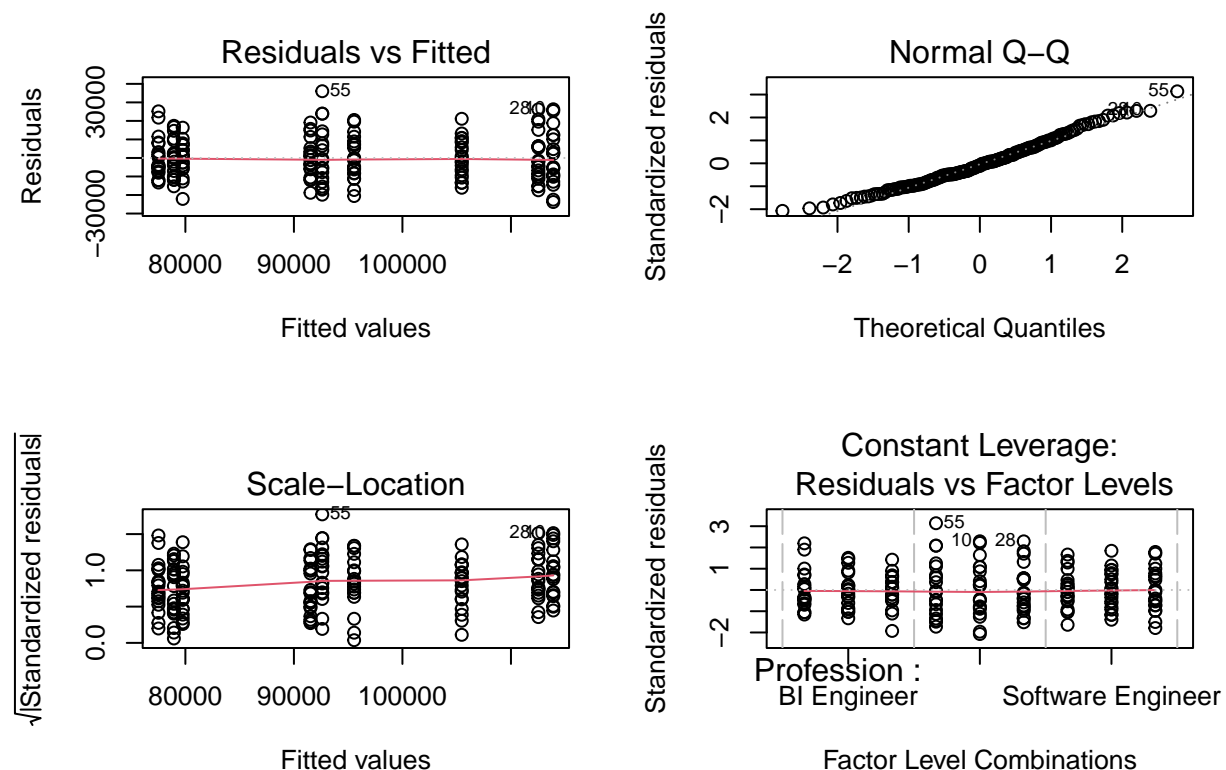 Residuals vs Fitted
Residuals
30000
−30000
55
28
80000 90000 100000
Fitted values
Normal Q−Q
Standardized residuals
2
0
−2
55
−2 −1 0 1 2
Theoretical Quantiles
Scale−Location
√|Standardized residuals|
1.0
0.0
55
28
80000 90000 100000
Fitted values
Constant Leverage:
Residuals vs Factor Levels
Standardized residuals
3
1
−2
55
10 28
Profession :
BI Engineer Software Engineer
Factor Level Combinations